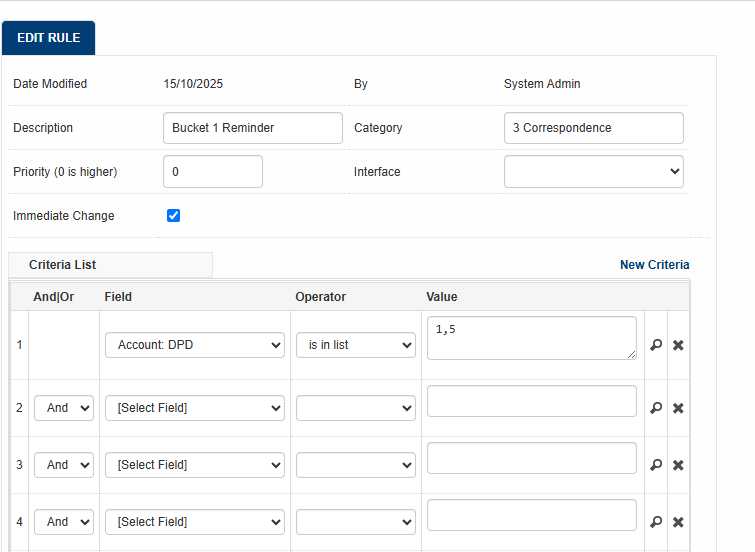 EDIT RULE
Date Modified 15/10/2025 By System Admin
Description Bucket 1 Reminder Category 3 Correspondence
Priority (0 is higher) 0 Interface
Immediate Change
Criteria List New Criteria
And|Or Field Operator Value
1 Account: DPD is in list 1,5
2 And [Select Field]
3 And [Select Field]
4 And [Select Field]